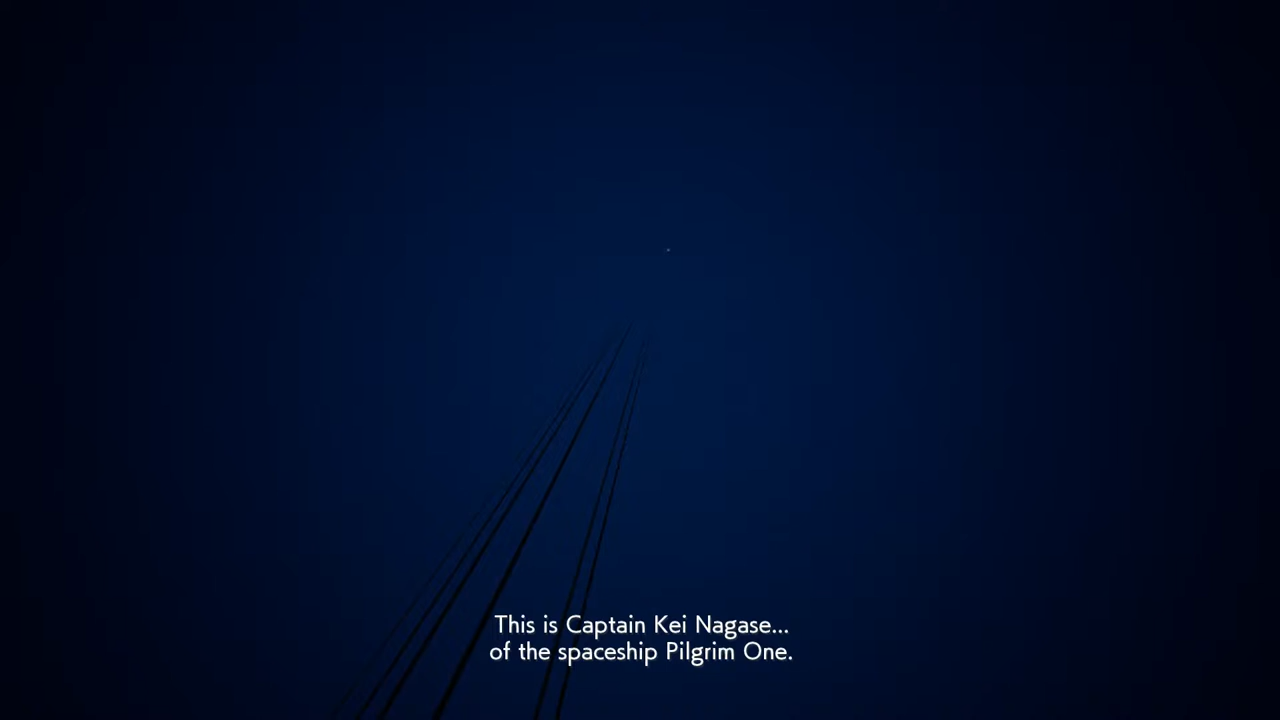 This is Captain Kei Nagase...
of the spaceship Pilgrim One.